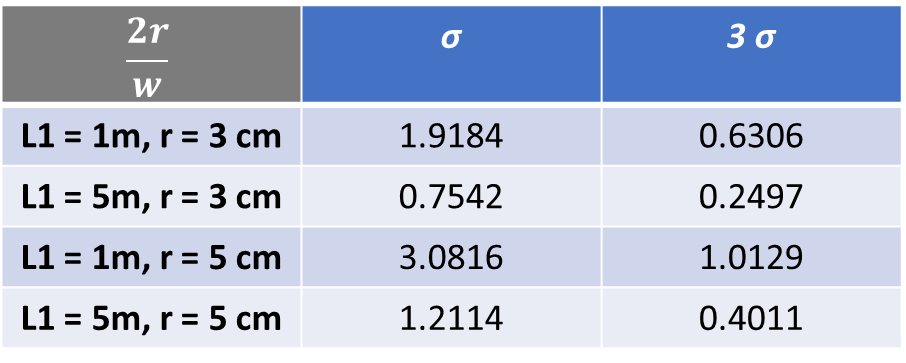 2r
w
σ
3 σ
L1 = 1m, r = 3 cm 1.9184 0.6306
L1 = 5m, r = 3 cm 0.7542 0.2497
L1 = 1m, r = 5 cm 3.0816 1.0129
L1 = 5m, r = 5 cm 1.2114 0.4011